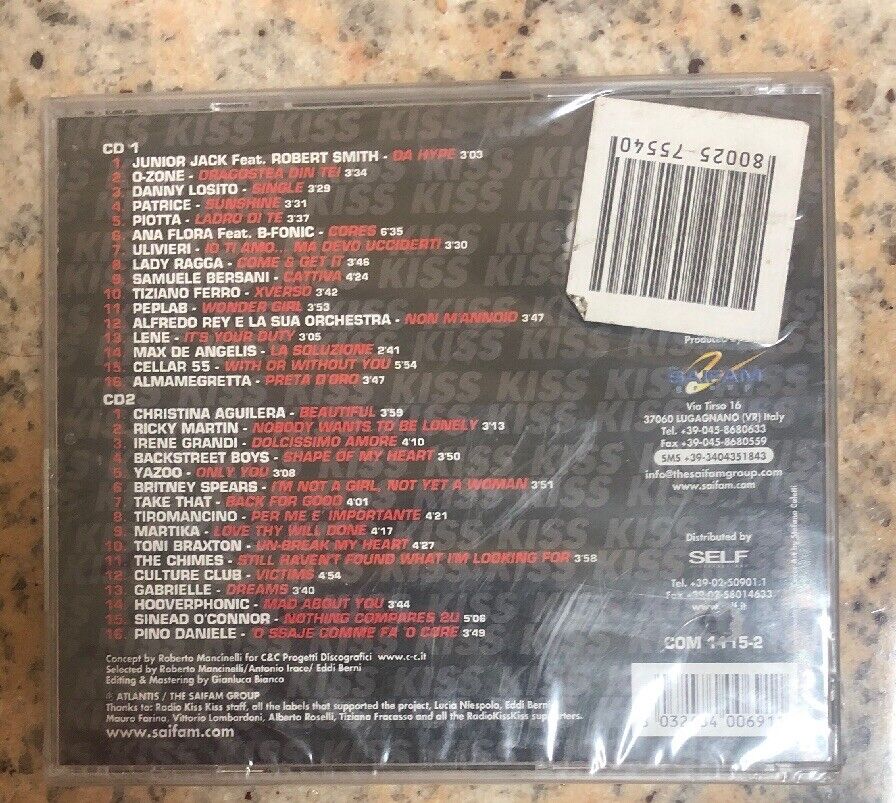 CD 1
1. JUNIOR JACK Feat. ROBERT SMITH - DA HYPE 3'03
2. O-ZONE - DRAGOSTEA DIN TEI 3'34
3. DANNY LOSITO - SINGLE 3'29
4. PATRICE - SUNSHINE 3'31
5. PIOTTA - LADRO DI TE 3'37
6. ANA FLORA Feat. B-FONIC - CORES 6'35
7. ULIVIERI - IO TI AMO... MA DEVO UCCIDERTI 3'30
8. LADY RAGGA - COME & GET IT 3'46
9. SAMUELE BERSANI - CATTIVA 4'24
10. TIZIANO FERRO - XVERSO 3'42
11. PEPLAB - WONDER GIRL 3'53
12. ALFREDO REY E LA SUA ORCHESTRA - NON M'ANNOIO 3'47
13. LENE - IT'S YOUR DUTY 3'05
14. MAX DE ANGELIS - LA SOLUZIONE 2'41
15. CELLAR 55 - WITH OR WITHOUT YOU 5'54
16. ALMAMEGRETTA - PRETA D'ORO 3'47
CD2
1. CHRISTINA AGUILERA - BEAUTIFUL 3'59
2. RICKY MARTIN - NOBODY WANTS TO BE LONELY 3'13
3. IRENE GRANDI - DOLCISSIMO AMORE 4'10
4. BACKSTREET BOYS - SHAPE OF MY HEART 3'50
5. YAZOO - ONLY YOU 3'08
6. BRITNEY SPEARS - I'M NOT A GIRL, NOT YET A WOMAN 3'51
7. TAKE THAT - BACK FOR GOOD 4'01
8. TIROMANCINO - PER ME E' IMPORTANTE 4'21
9. MARTIKA - LOVE THY WILL DONE 4'17
10. TONI BRAXTON - UN-BREAK MY HEART 4'27
11. THE CHIMES - STILL HAVEN'T FOUND WHAT I'M LOOKING FOR 3'58
12. CULTURE CLUB - VICTIMS 4'54
13. GABRIELLE - DREAMS 3'40
14. HOOVERPHONIC - MAD ABOUT YOU 3'44
15. SINEAD O'CONNOR - NOTHING COMPARES 2U 5'06
16. PINO DANIELE - 'O SSAJE COMME FA 'O CORE 3'49
Concept by Roberto Mancinelli for C&C Progetti Discografici www.c-c.it
Selected by Roberto Mancinelli/Antonio Irace/ Eddi Berni
Editing & Mastering by Gianluca Bianco
℗ ATLANTIS / THE SAIFAM GROUP
Thanks to: Radio Kiss Kiss staff, all the labels that supported the project, Lucia Niespolo, Eddi Berni
Mauro Farina, Vittorio Lombardoni, Alberto Roselli, Tiziana Fracasso and all the RadioKissKiss supporters.
www.saifam.com
80025 75540
Produced
SAIFAM
GROUP
Via Tirso 16
37060 LUGAGNANO (VR) Italy
Tel. +39-045-8680633
Fax +39-045-8680559
SMS +39-3404351843
info@thesaifamgroup.com
www.saifam.com
Distributed by
SELF
Tel. +39-02-50901.1
Fax +39-02-58014633
COM 1115-2